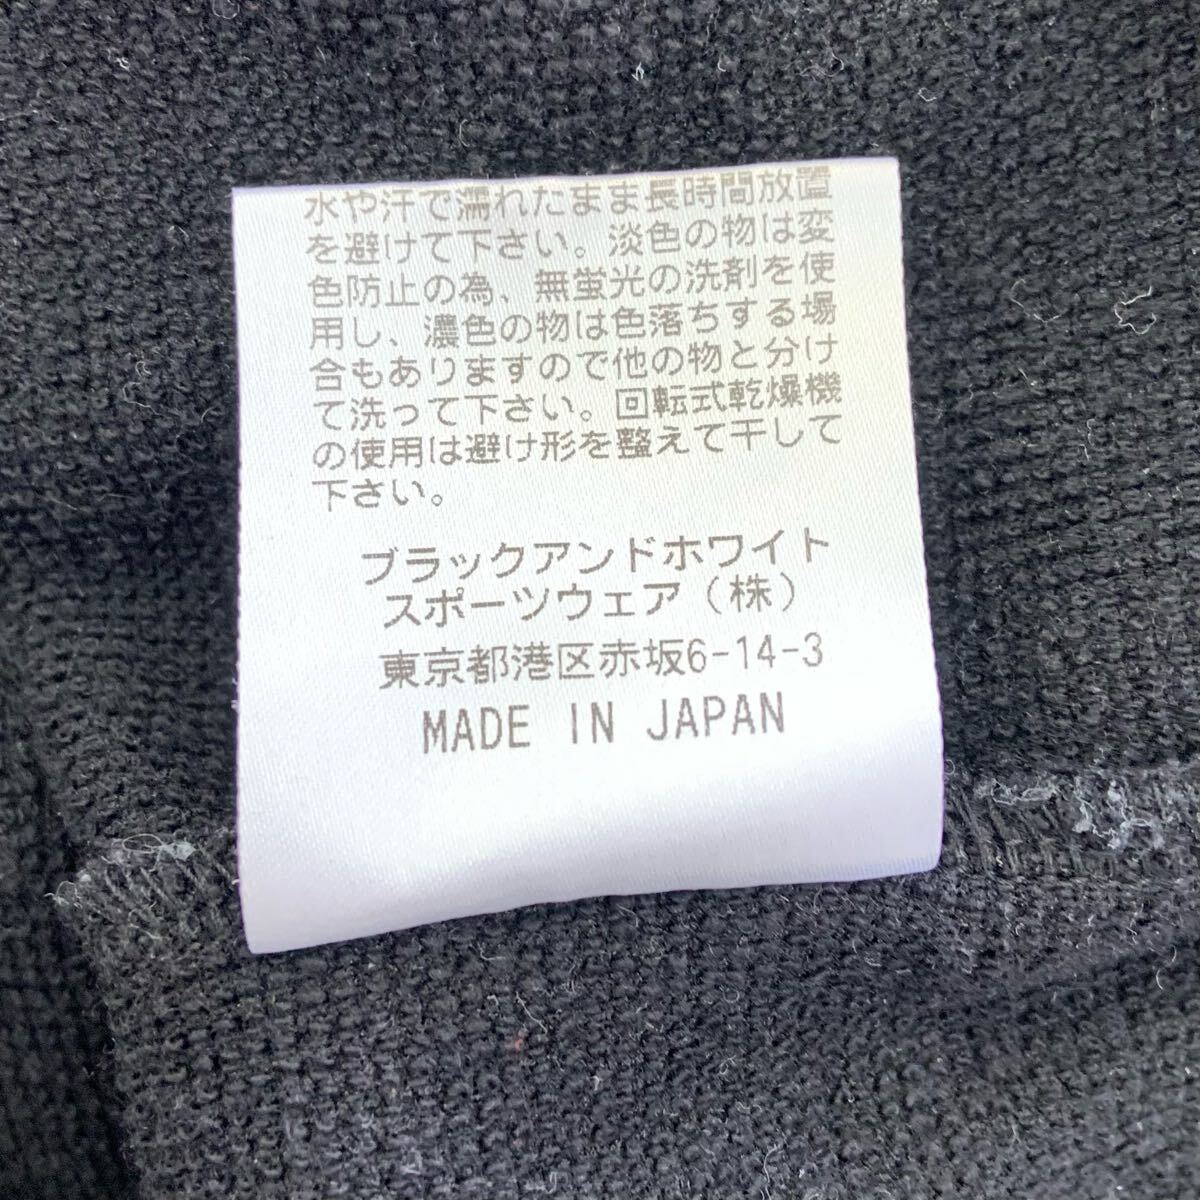 水や汗で濡れたまま長時間放置
を避けて下さい。淡色の物は変
色防止の為、無蛍光の洗剤を使
用し、濃色の物は色落ちする場
合もありますので他の物と分け
て洗って下さい。回転式乾燥機
の使用は避け形を整えて干して
下さい。
ブラックアンドホワイト
スポーツウェア（株）
東京都港区赤坂6-14-3
MADE IN JAPAN